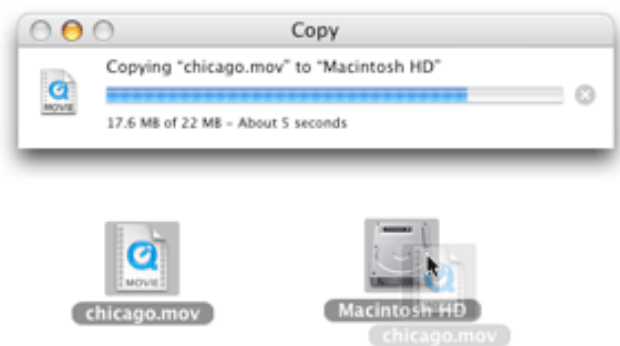 Copy
Copying “chicago.mov” to “Macintosh HD”
MOVIE
17.6 MB of 22 MB – About 5 seconds
MOVIE
chicago.mov
Macintosh HD
chicago.mov